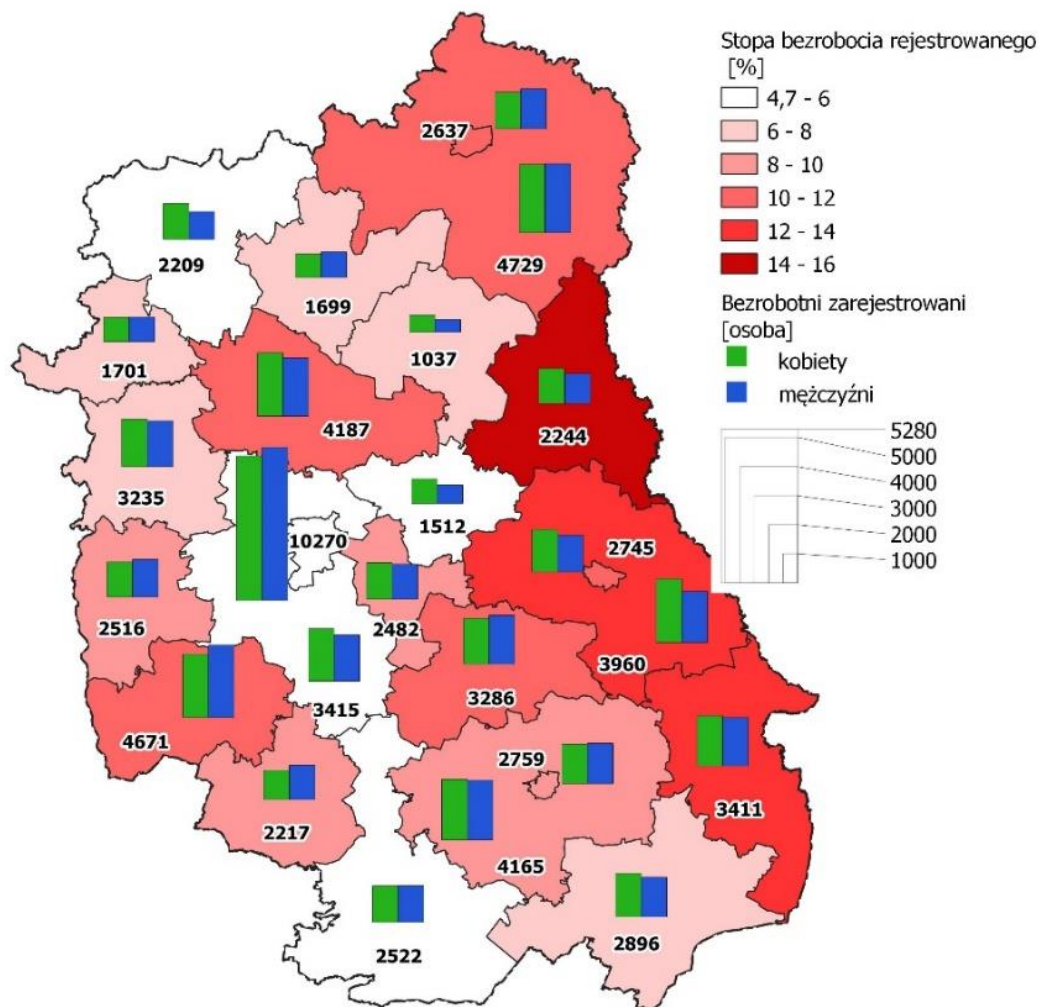 Stopa bezrobocia rejestrowanego
[%]
4,7 - 6
6 - 8
8 - 10
10 - 12
12 - 14
14 - 16
Bezrobotni zarejestrowani
[osoba]
kobiety
mężczyźni
5280
5000
4000
3000
2000
1000
2637
2209
4729
1699
1037
1701
4187
2244
3235
1512
10270
2745
2516
2482
3960
3415
3286
4671
2759
3411
2217
4165
2896
2522